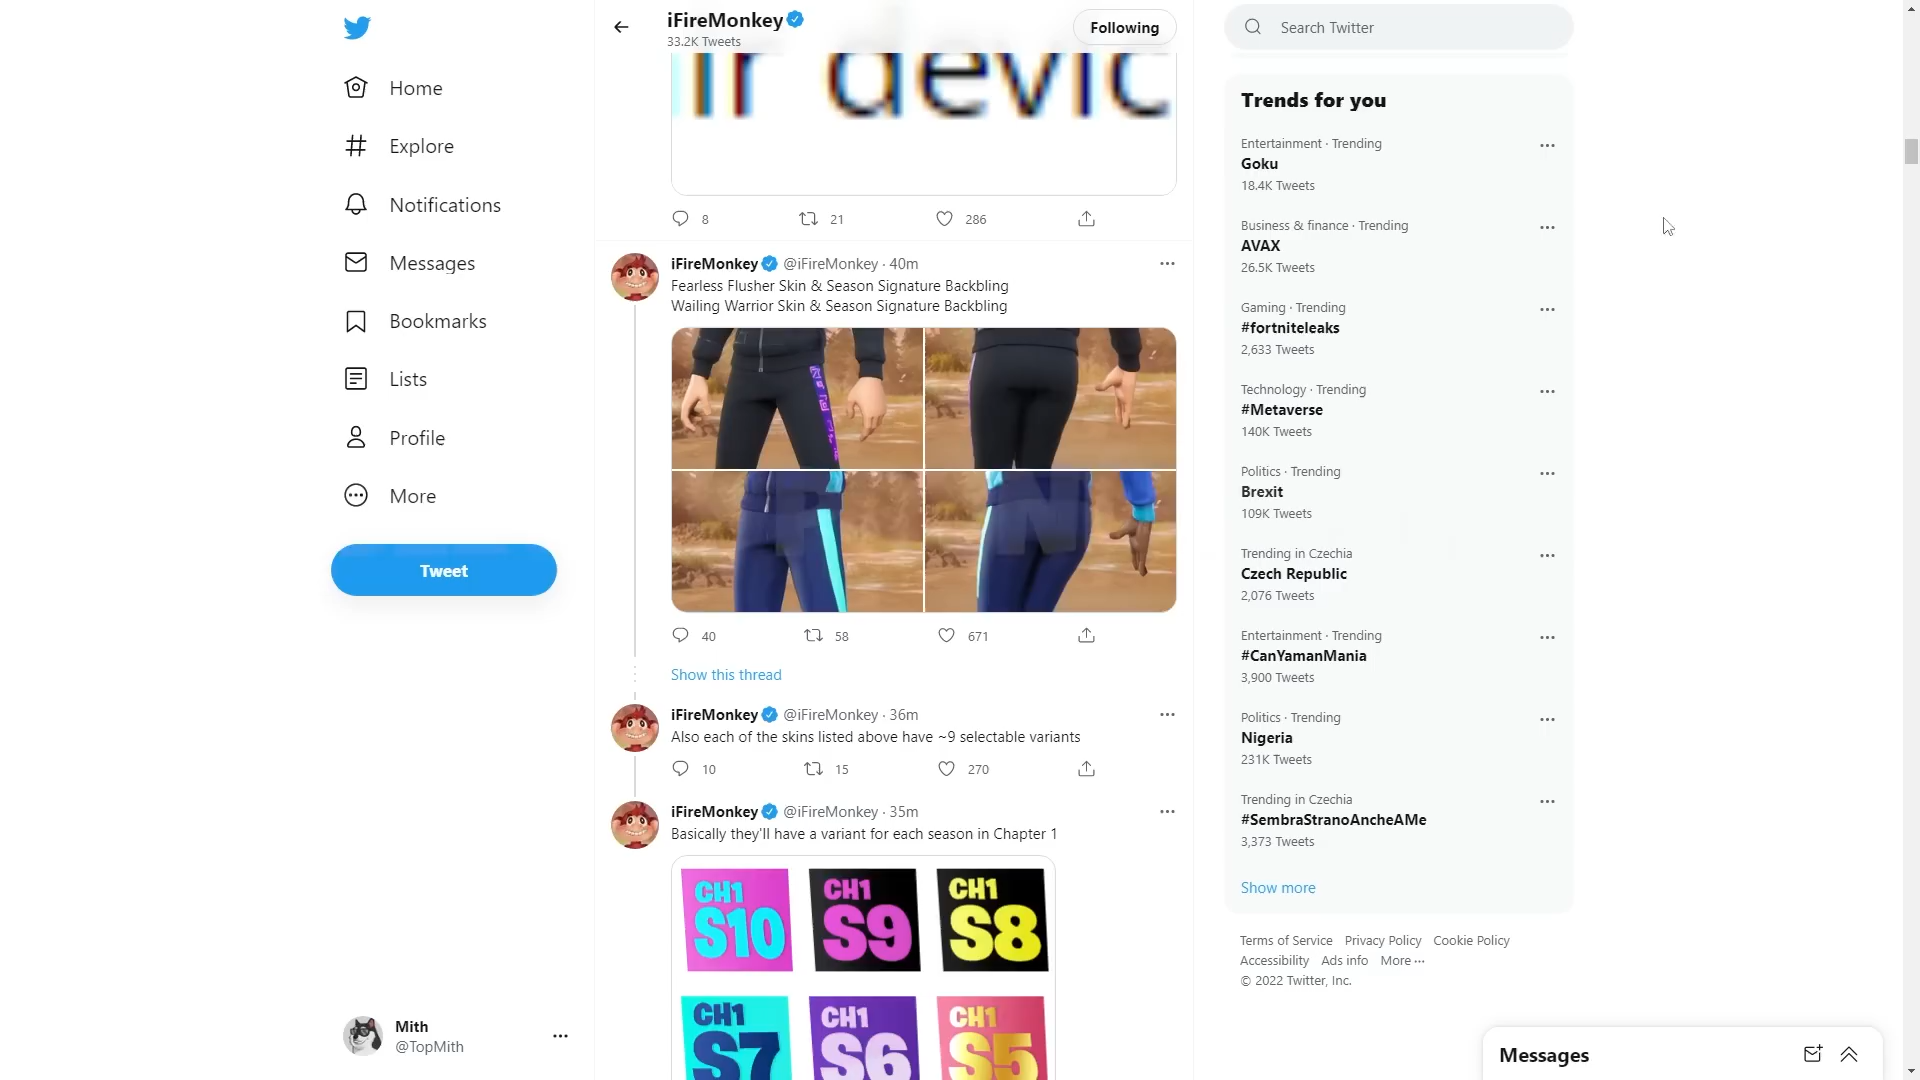 iFireMonkey
33.2K Tweets
Following
Search Twitter
Home
Explore
Notifications
Messages
Bookmarks
Lists
Profile
More
Tweet
Mith
@TopMith
ir devic
8
21
286
iFireMonkey @iFireMonkey · 40m
Fearless Flusher Skin & Season Signature Backbling
Wailing Warrior Skin & Season Signature Backbling
40
58
671
Show this thread
iFireMonkey @iFireMonkey · 36m
Also each of the skins listed above have ~9 selectable variants
10
15
270
iFireMonkey @iFireMonkey · 35m
Basically they'll have a variant for each season in Chapter 1
CH1
S10
CH1
S9
CH1
S8
CH1
S7
CH1
S6
CH1
S5
Trends for you
Entertainment · Trending
Goku
18.4K Tweets
Business & finance · Trending
AVAX
26.5K Tweets
Gaming · Trending
#fortniteleaks
2,633 Tweets
Technology · Trending
#Metaverse
140K Tweets
Politics · Trending
Brexit
109K Tweets
Trending in Czechia
Czech Republic
2,076 Tweets
Entertainment · Trending
#CanYamanMania
3,900 Tweets
Politics · Trending
Nigeria
231K Tweets
Trending in Czechia
#SembraStranoAncheAMe
3,373 Tweets
Show more
Terms of Service Privacy Policy Cookie Policy
Accessibility Ads info More ···
© 2022 Twitter, Inc.
Messages